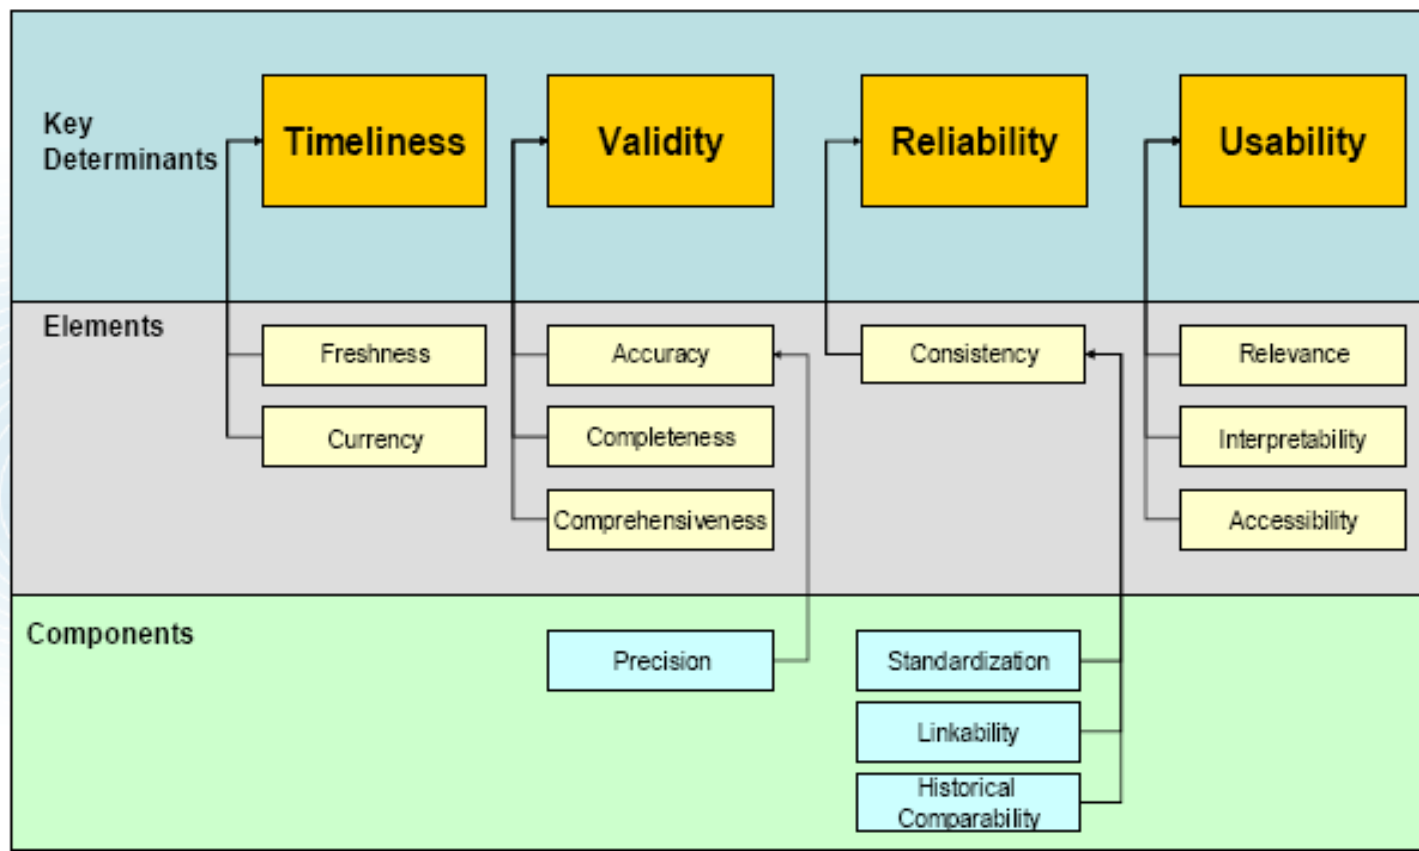 Key
Determinants
Timeliness
Validity
Reliability
Usability
Elements
Freshness
Accuracy
Consistency
Relevance
Currency
Completeness
Interpretability
Comprehensiveness
Accessibility
Components
Precision
Standardization
Linkability
Historical
Comparability